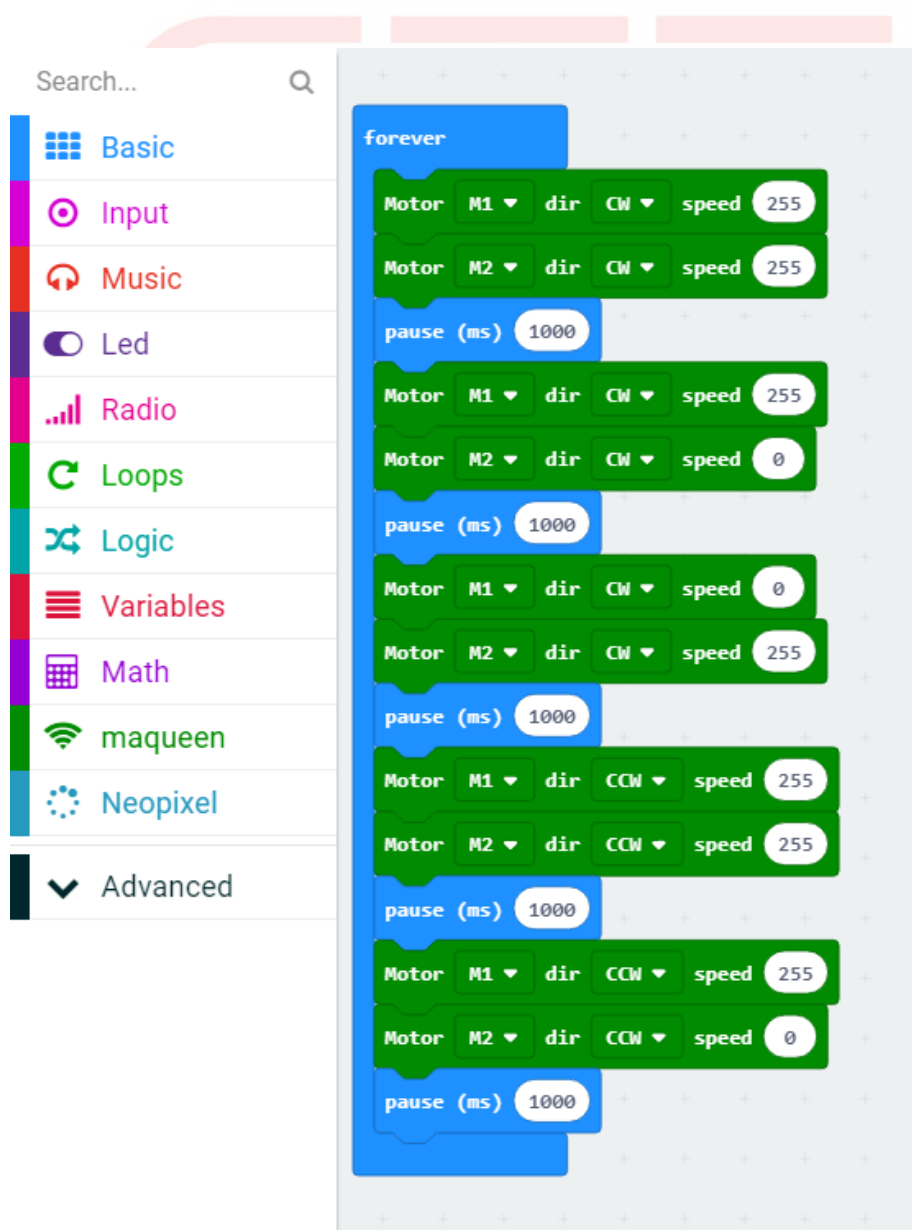 Search...
Basic
Input
Music
Led
Radio
Loops
Logic
Variables
Math
maqueen
Neopixel
Advanced
forever
Motor M1 dir CW speed 255
Motor M2 dir CW speed 255
pause (ms) 1000
Motor M1 dir CW speed 255
Motor M2 dir CW speed 0
pause (ms) 1000
Motor M1 dir CW speed 0
Motor M2 dir CW speed 255
pause (ms) 1000
Motor M1 dir CCW speed 255
Motor M2 dir CCW speed 255
pause (ms) 1000
Motor M1 dir CCW speed 255
Motor M2 dir CCW speed 0
pause (ms) 1000